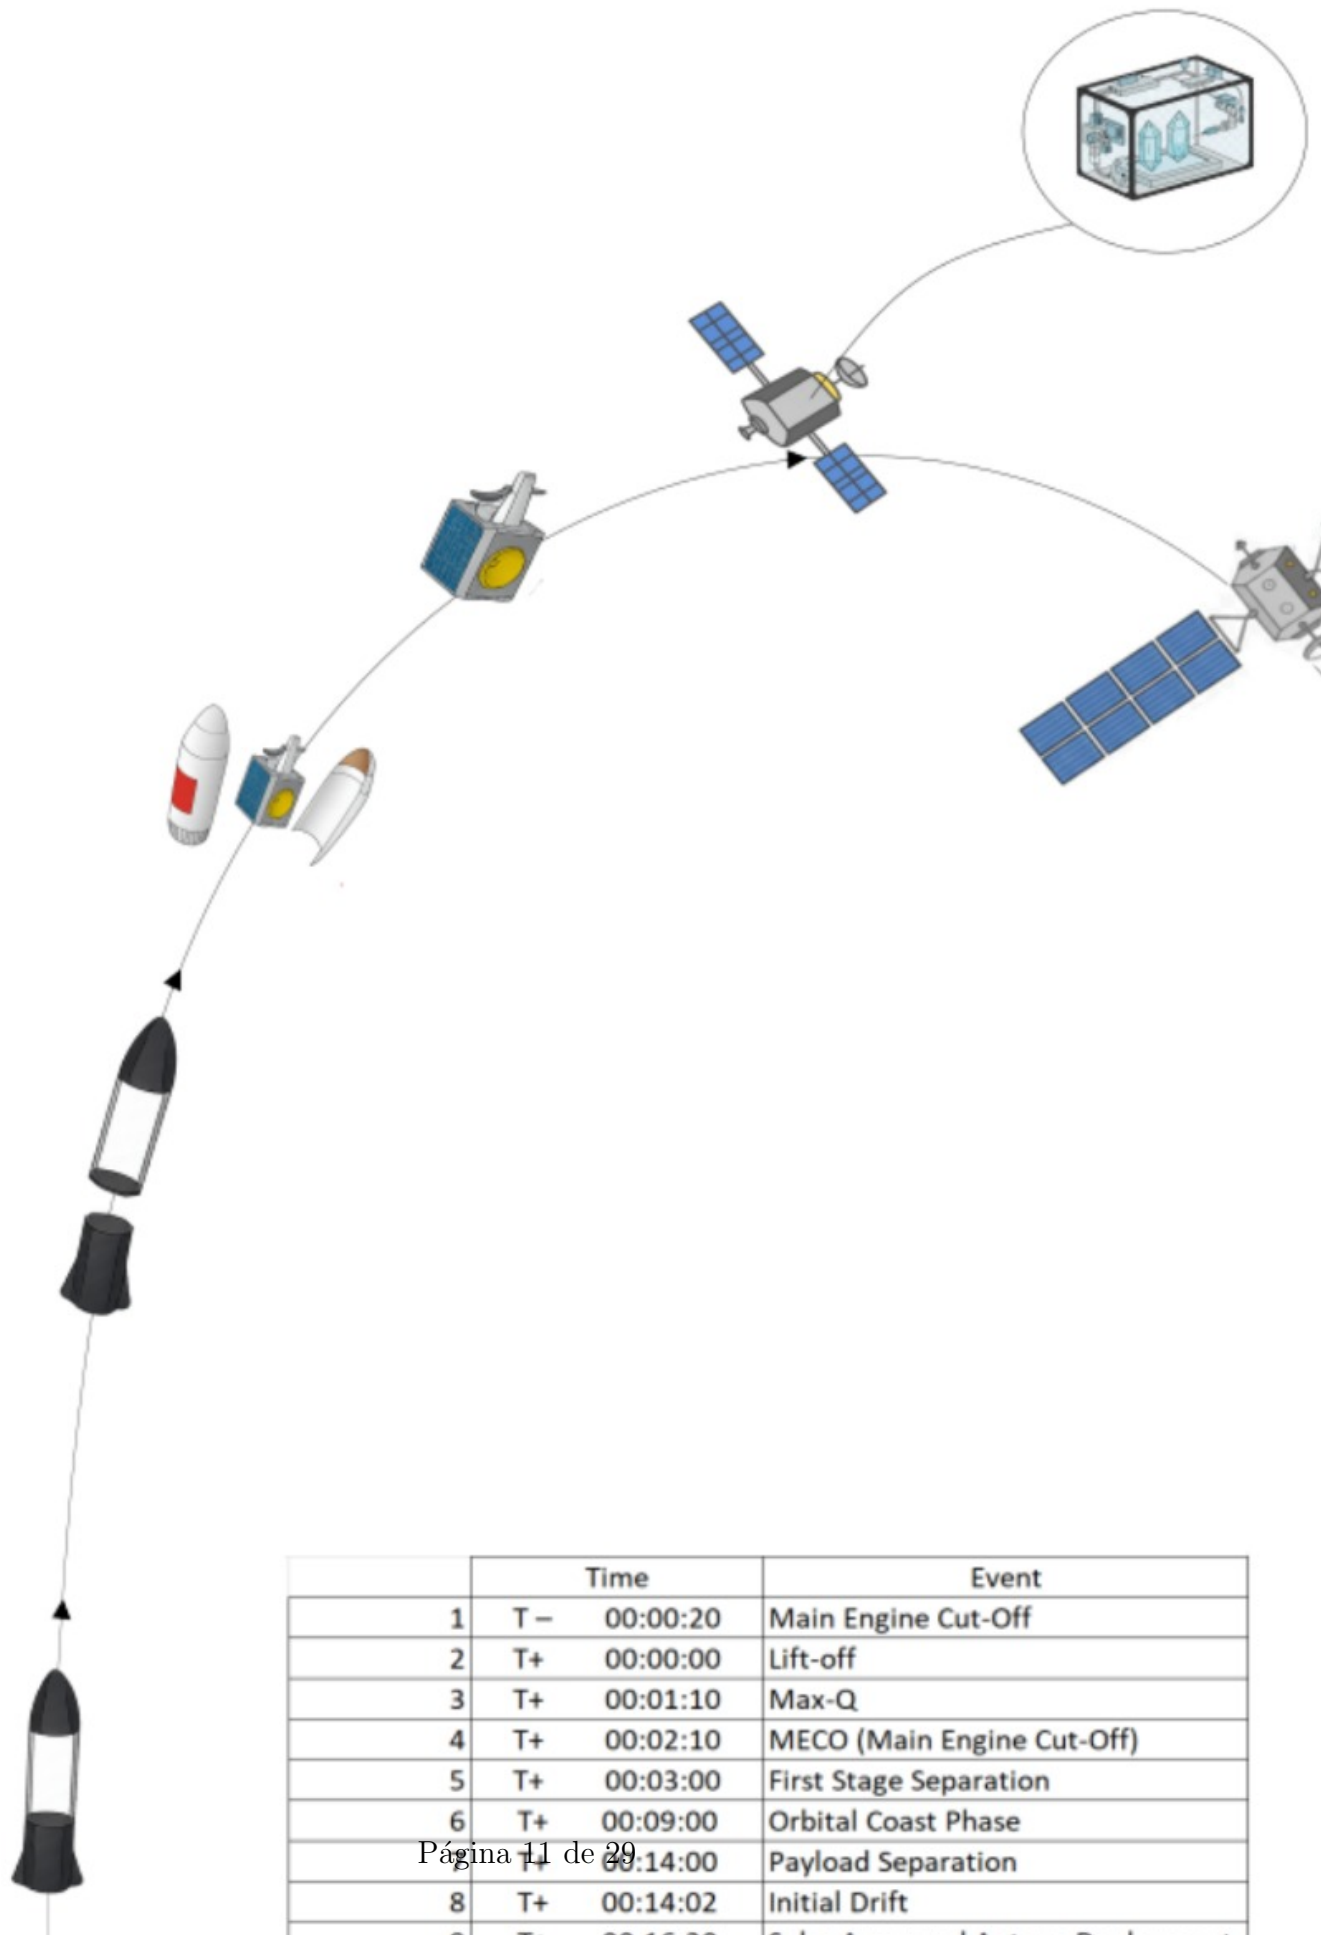 Time Event
1 T – 00:00:20 Main Engine Cut-Off
2 T+ 00:00:00 Lift-off
3 T+ 00:01:10 Max-Q
4 T+ 00:02:10 MECO (Main Engine Cut-Off)
5 T+ 00:03:00 First Stage Separation
6 T+ 00:09:00 Orbital Coast Phase
Página 11 de 29
7 T+ :14:00 Payload Separation
8 T+ 00:14:02 Initial Drift